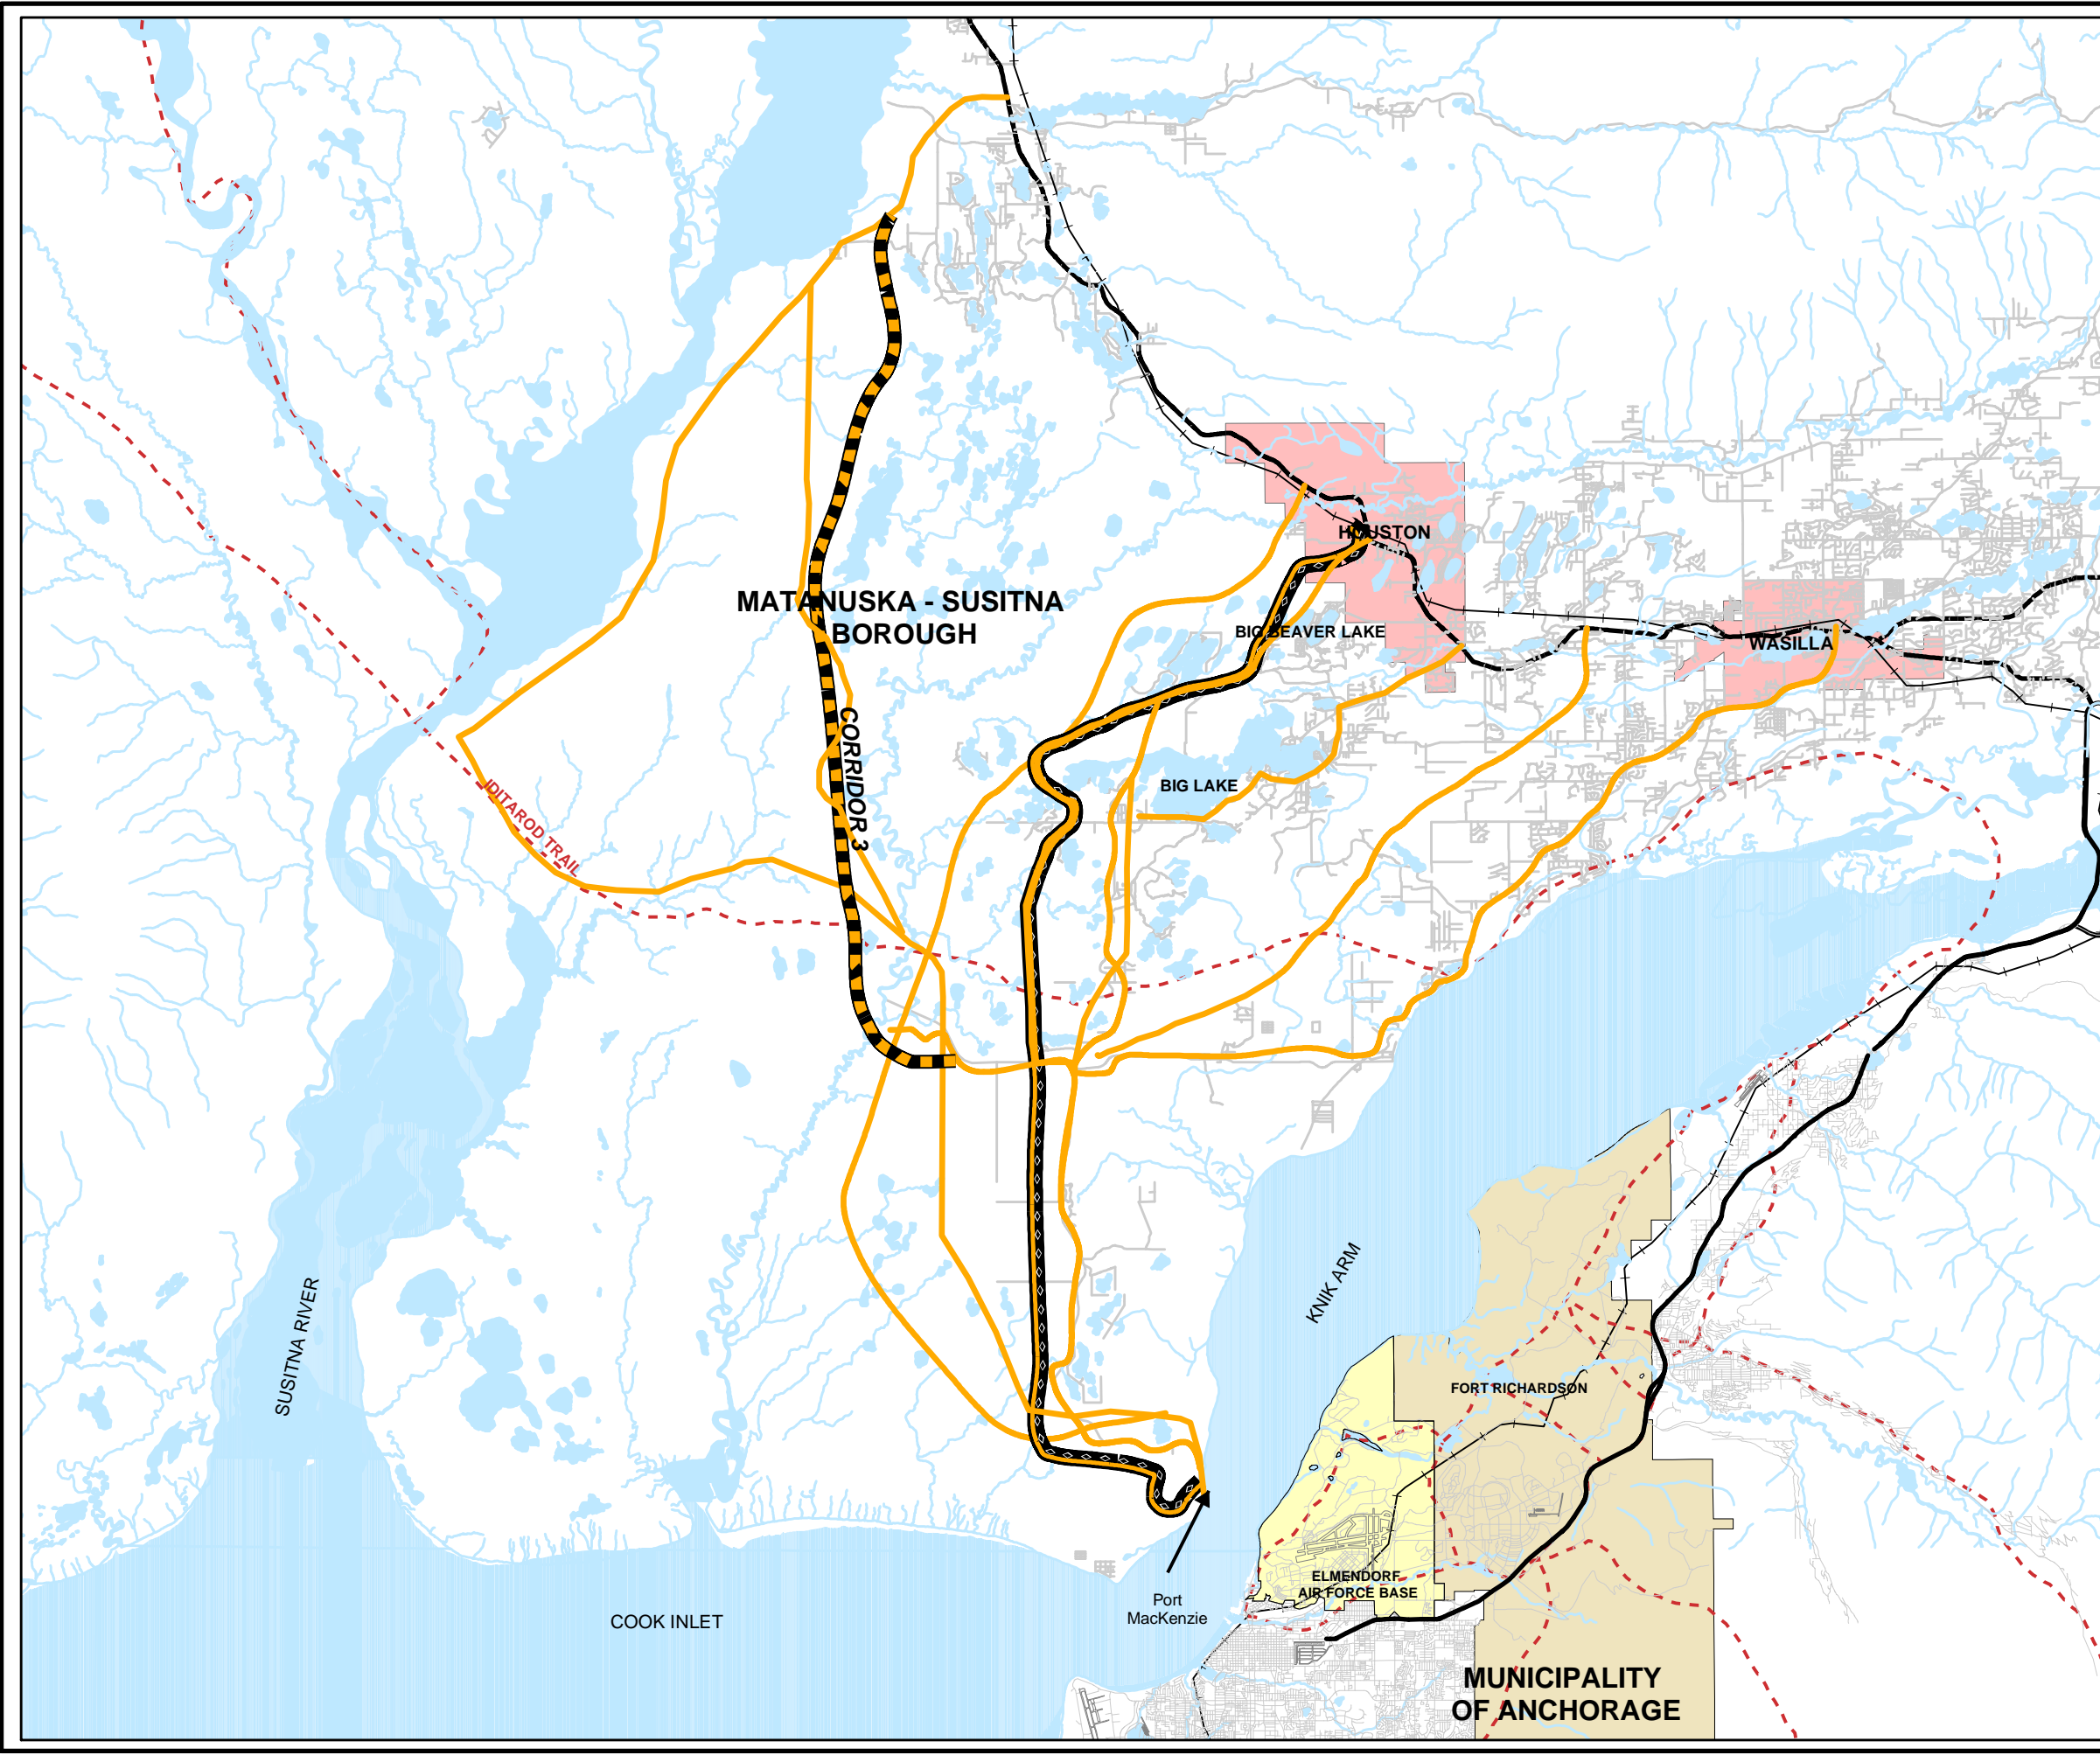 HOUSTON
MATANUSKA - SUSITNA
BOROUGH
BIG BEAVER LAKE
WASILLA
CORRIDOR 3
BIG LAKE
IDITAROD TRAIL
KNIK ARM
SUSITNA RIVER
FORT RICHARDSON
ELMENDORF
AIR FORCE BASE
Port
MacKenzie
COOK INLET
MUNICIPALITY
OF ANCHORAGE